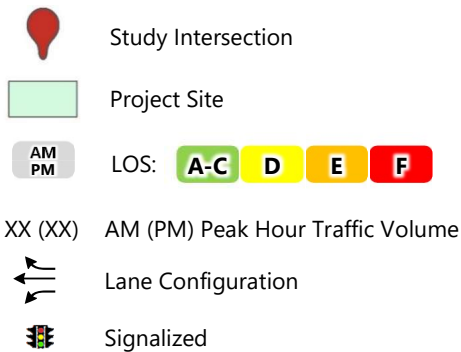 Study Intersection
Project Site
AM
PM
LOS: A-C D E F
XX (XX) AM (PM) Peak Hour Traffic Volume
Lane Configuration
Signalized